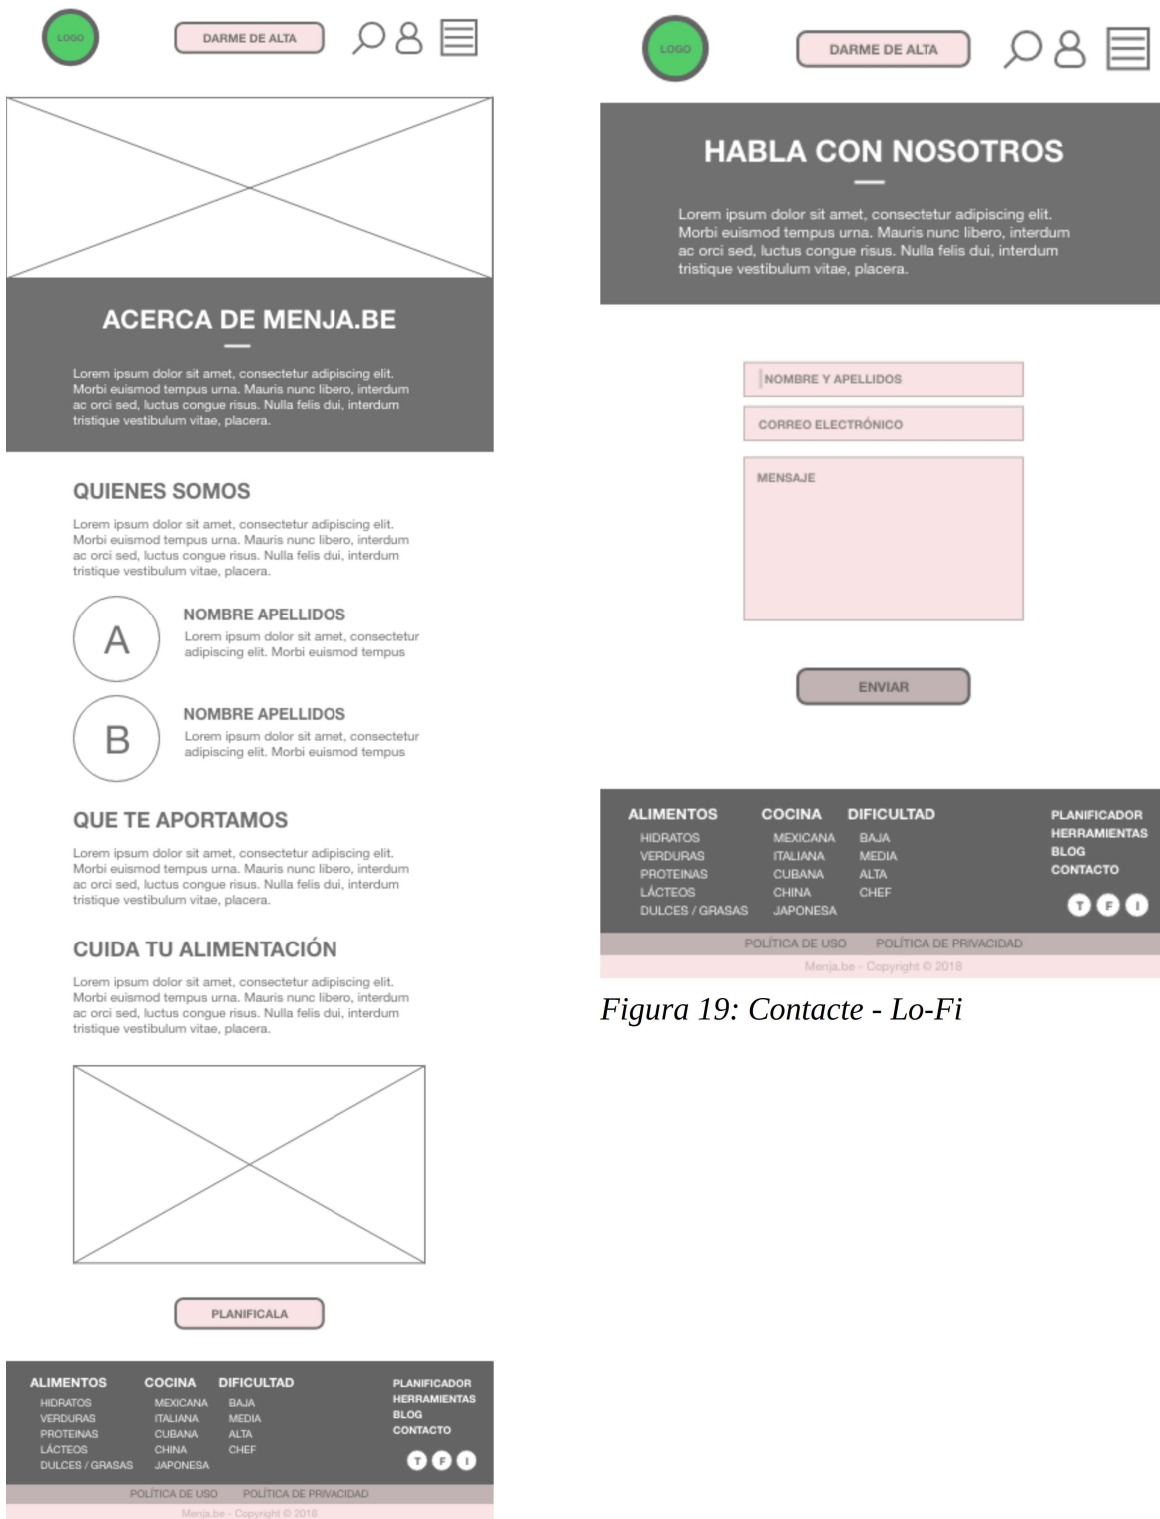 LOGO
DARME DE ALTA
ACERCA DE MENJA.BE
Lorem ipsum dolor sit amet, consectetur adipiscing elit.
Morbi euismod tempus urna. Mauris nunc libero, interdum
ac orci sed, luctus congue risus. Nulla felis dui, interdum
tristique vestibulum vitae, placera.
QUIENES SOMOS
Lorem ipsum dolor sit amet, consectetur adipiscing elit.
Morbi euismod tempus urna. Mauris nunc libero, interdum
ac orci sed, luctus congue risus. Nulla felis dui, interdum
tristique vestibulum vitae, placera.
A
NOMBRE APELLIDOS
Lorem ipsum dolor sit amet, consectetur
adipiscing elit. Morbi euismod tempus
B
NOMBRE APELLIDOS
Lorem ipsum dolor sit amet, consectetur
adipiscing elit. Morbi euismod tempus
QUE TE APORTAMOS
Lorem ipsum dolor sit amet, consectetur adipiscing elit.
Morbi euismod tempus urna. Mauris nunc libero, interdum
ac orci sed, luctus congue risus. Nulla felis dui, interdum
tristique vestibulum vitae, placera.
CUIDA TU ALIMENTACIÓN
Lorem ipsum dolor sit amet, consectetur adipiscing elit.
Morbi euismod tempus urna. Mauris nunc libero, interdum
ac orci sed, luctus congue risus. Nulla felis dui, interdum
tristique vestibulum vitae, placera.
PLANIFICALA
ALIMENTOS
HIDRATOS
VERDURAS
PROTEINAS
LÁCTEOS
DULCES / GRASAS
COCINA
MEXICANA
ITALIANA
CUBANA
CHINA
JAPONESA
DIFICULTAD
BAJA
MEDIA
ALTA
CHEF
PLANIFICADOR
HERRAMIENTAS
BLOG
CONTACTO
T F I
POLÍTICA DE USO POLÍTICA DE PRIVACIDAD
Menja.be - Copyright © 2018
LOGO
DARME DE ALTA
HABLA CON NOSOTROS
Lorem ipsum dolor sit amet, consectetur adipiscing elit.
Morbi euismod tempus urna. Mauris nunc libero, interdum
ac orci sed, luctus congue risus. Nulla felis dui, interdum
tristique vestibulum vitae, placera.
NOMBRE Y APELLIDOS
CORREO ELECTRÓNICO
MENSAJE
ENVIAR
ALIMENTOS
HIDRATOS
VERDURAS
PROTEINAS
LÁCTEOS
DULCES / GRASAS
COCINA
MEXICANA
ITALIANA
CUBANA
CHINA
JAPONESA
DIFICULTAD
BAJA
MEDIA
ALTA
CHEF
PLANIFICADOR
HERRAMIENTAS
BLOG
CONTACTO
T F I
POLÍTICA DE USO POLÍTICA DE PRIVACIDAD
Menja.be - Copyright © 2018
Figura 19: Contacte - Lo-Fi